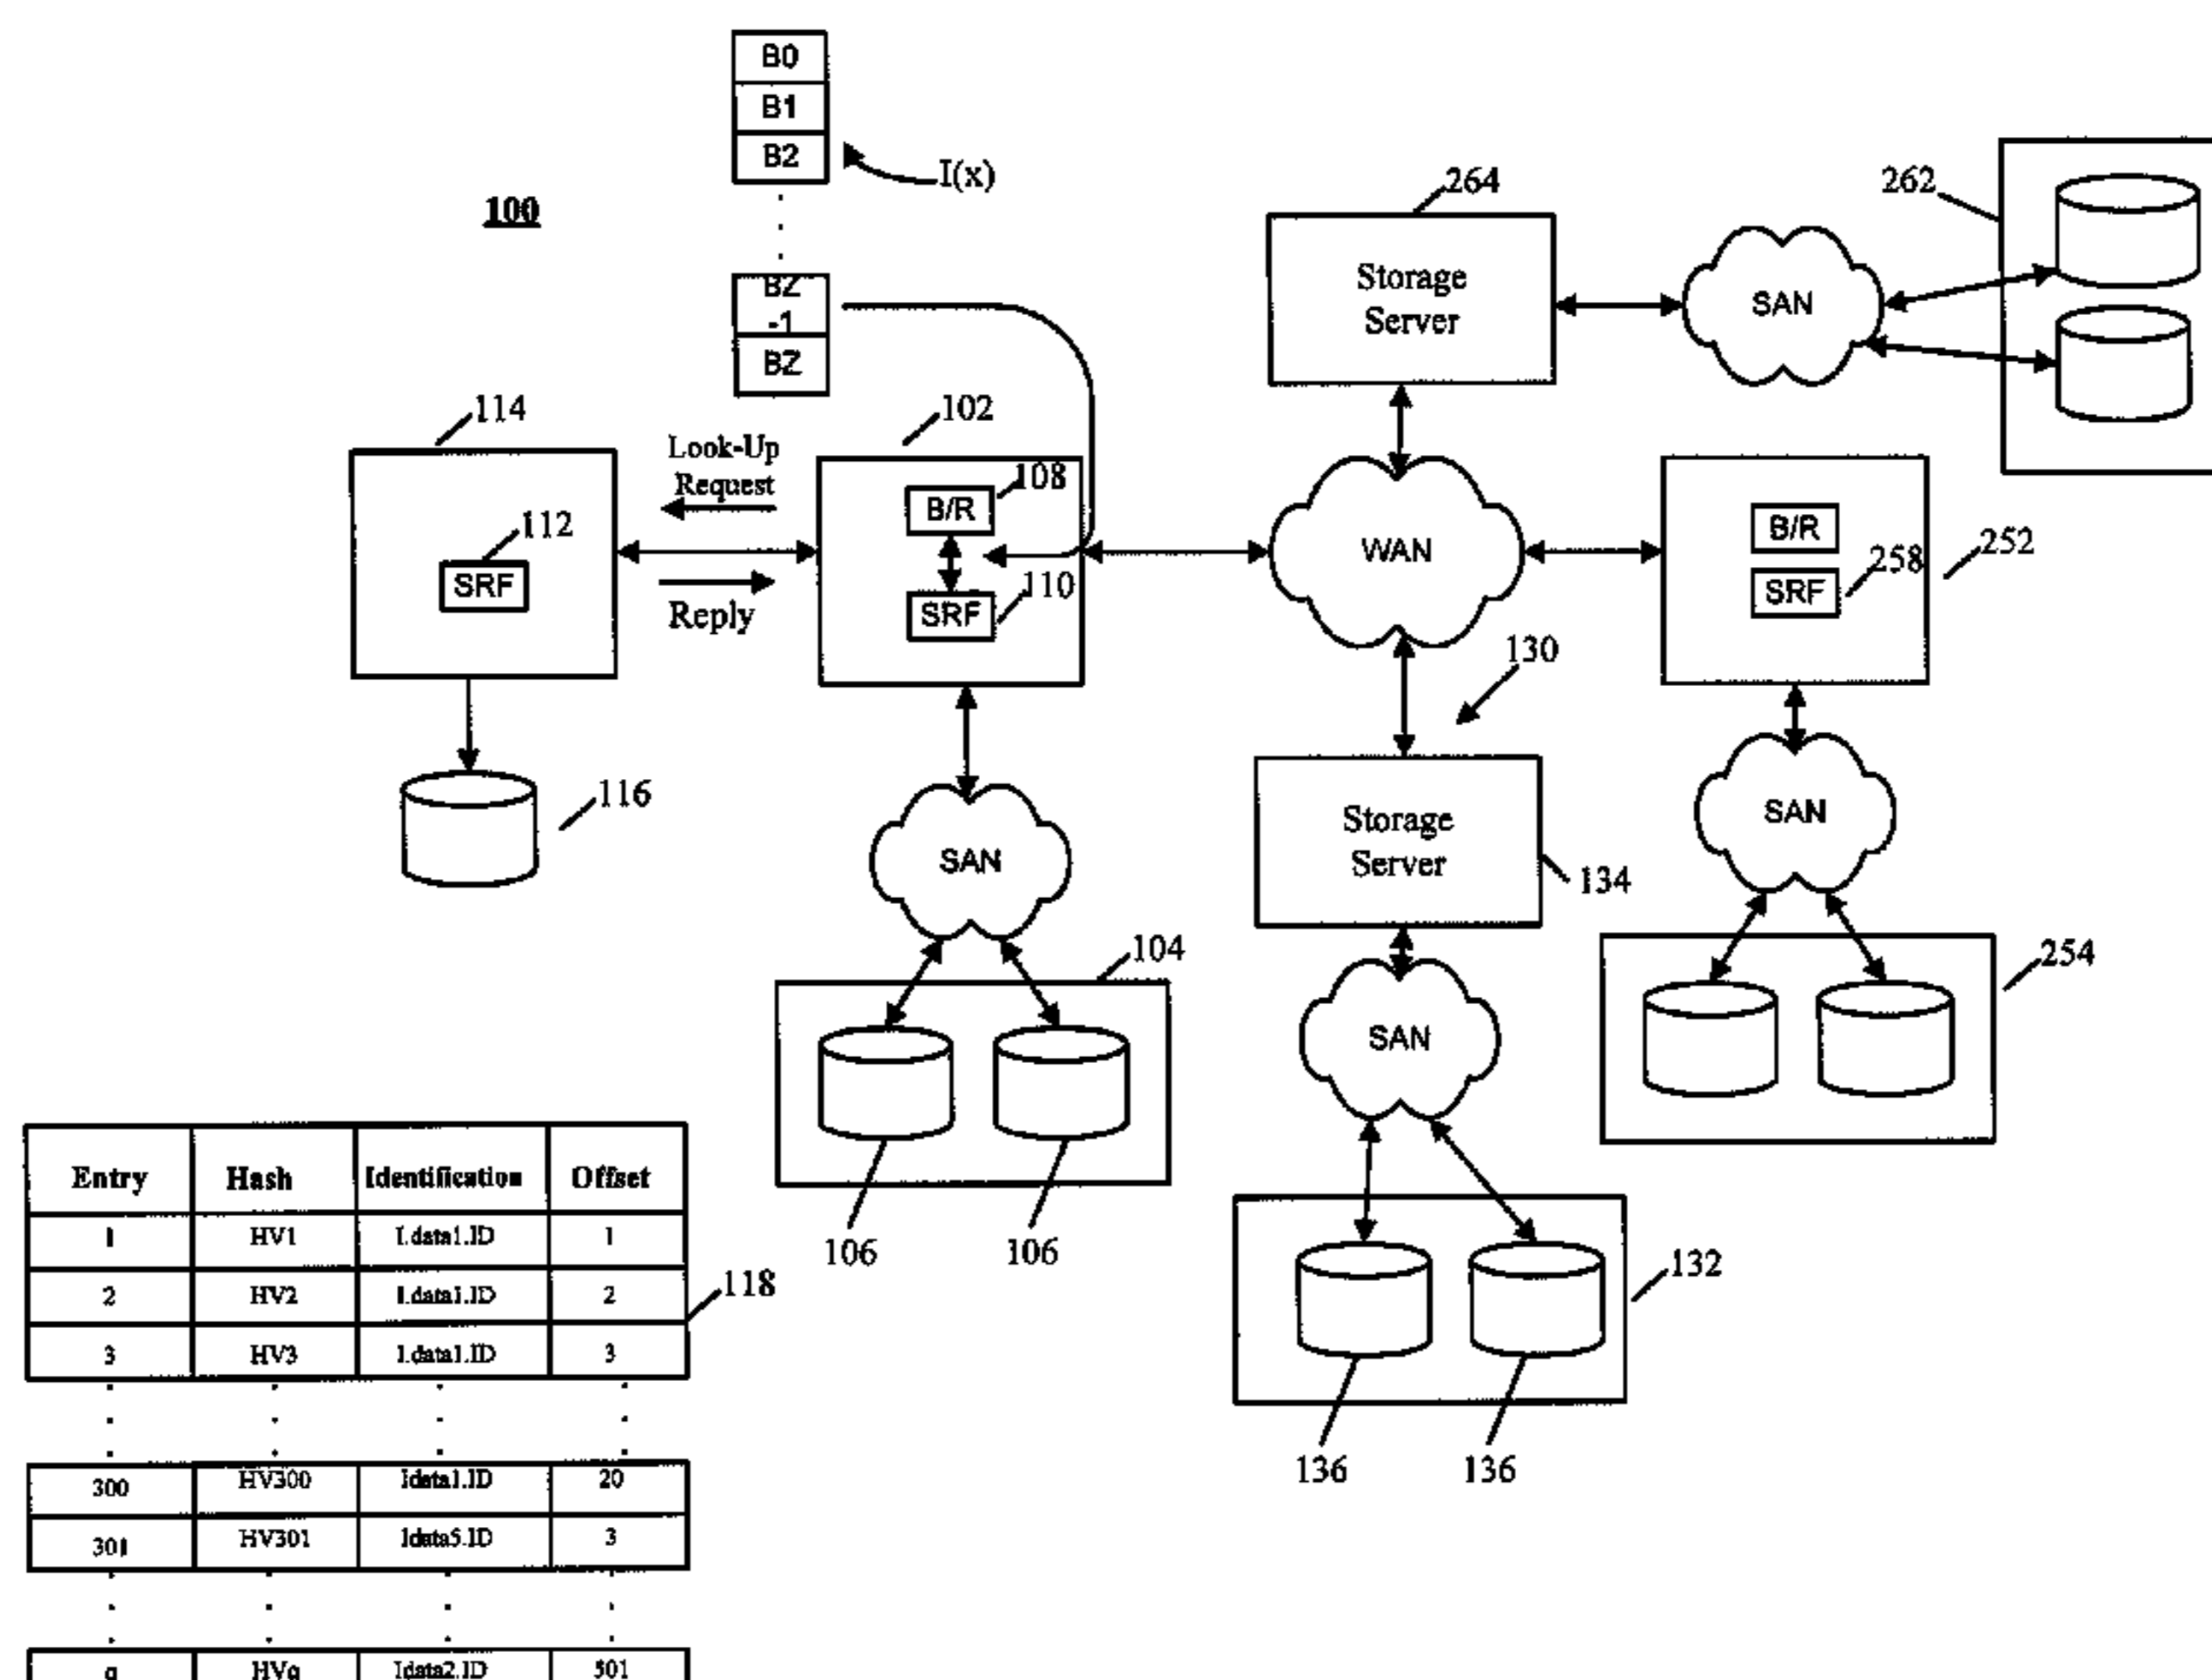 B0
B1
B2
I(x)
100
BZ
-1
BZ
264
Storage
Server
SAN
262
114
Look-Up
Request
Reply
112
SRF
102
108
B/R
110
SRF
WAN
B/R
258
SRF
252
116
SAN
130
Storage
Server
134
SAN
104
SAN
254
106
106
132
136
136
Entry Hash Identification Offset
1 HV1 I.data1.ID 1
2 HV2 I.data1.ID 2
3 HV3 I.data1.ID 3
118
300 HV300 Idata1.ID 20
301 HV301 Idata5.ID 3
q HVq Idata2.ID 501